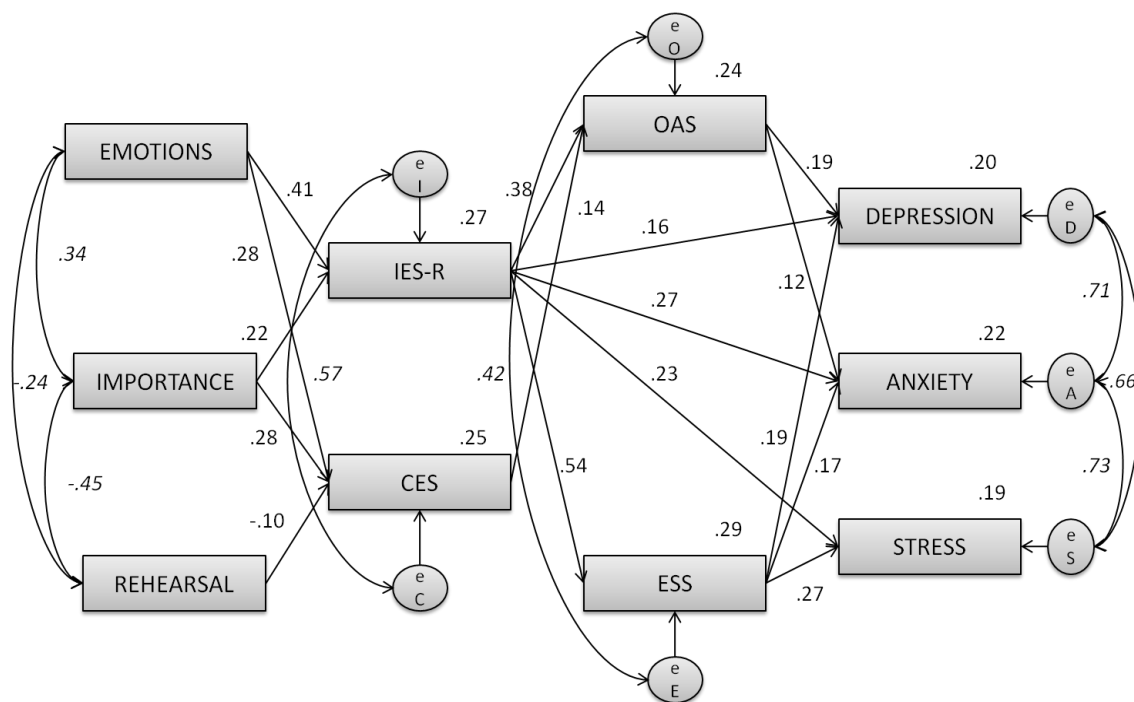 e
O
.24
OAS
EMOTIONS
e
I
.41
.38
.14
.19
.20
.27
DEPRESSION
e
D
.34
.28
IES-R
.16
.12
.71
.22
.27
.22
-.24
IMPORTANCE
.57
.42
.23
ANXIETY
e
A
.66
.28
.25
.19
.17
-.45
CES
.54
.73
-.10
.29
.19
REHEARSAL
e
C
ESS
.27
STRESS
e
S
e
E